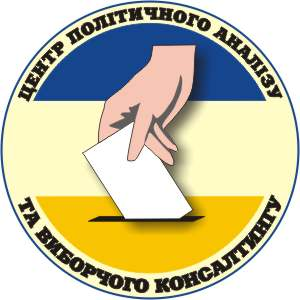 ЦЕНТР ПОЛІТИЧНОГО АНАЛІЗУ
ТА ВИБОРЧОГО КОНСАЛТИНГУ